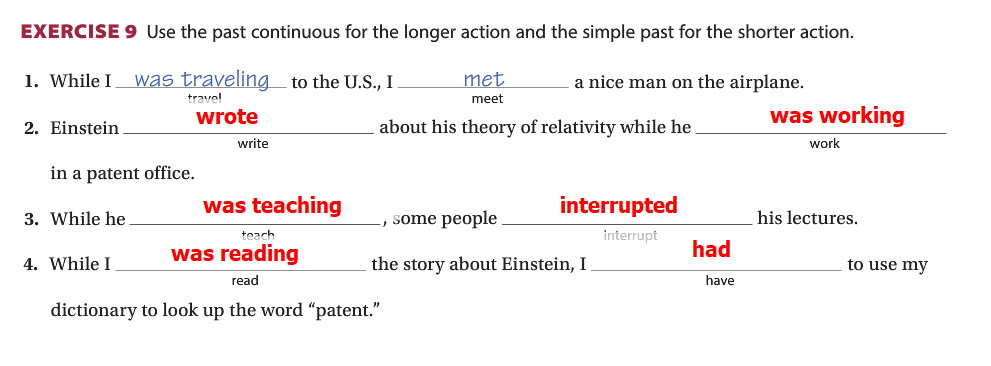 EXERCISE 9 Use the past continuous for the longer action and the simple past for the shorter action.
1. While I was traveling to the U.S., I met a nice man on the airplane.
travel meet
wrote was working
2. Einstein about his theory of relativity while he
write work
in a patent office.
was teaching interrupted
3. While he , some people his lectures.
teach interrupt
was reading had
4. While I the story about Einstein, I to use my
read have
dictionary to look up the word “patent.”